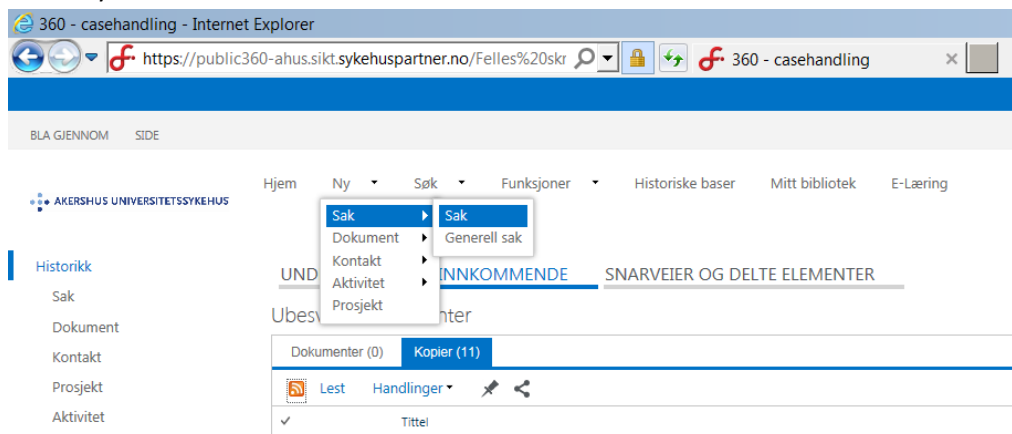 360 - casehandling - Internet Explorer
https://public360-ahus.sikt.sykehuspartner.no/Felles%20skr
360 - casehandling
BLA GJENNOM SIDE
Hjem Ny Søk Funksjoner Historiske baser Mitt bibliotek E-Læring
AKERSHUS UNIVERSITETSSYKEHUS
Sak
Dokument
Kontakt
Aktivitet
Prosjekt
Sak
Generell sak
Historikk
Sak
Dokument
Kontakt
Prosjekt
Aktivitet
UND INNKOMMENDE SNARVEIER OG DELTE ELEMENTER
Ubesv nter
Dokumenter (0) Kopier (11)
Lest Handlinger
Tittel